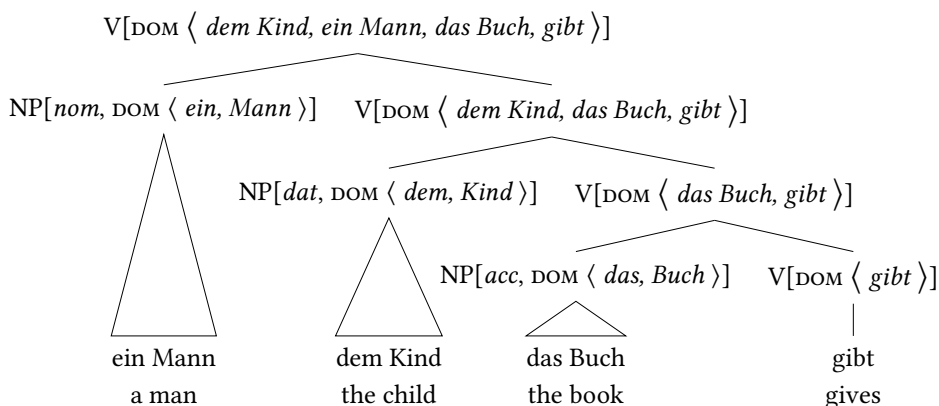 V[DOM ⟨ dem Kind, ein Mann, das Buch, gibt ⟩]
NP[nom, DOM ⟨ ein, Mann ⟩] V[DOM ⟨ dem Kind, das Buch, gibt ⟩]
NP[dat, DOM ⟨ dem, Kind ⟩] V[DOM ⟨ das Buch, gibt ⟩]
NP[acc, DOM ⟨ das, Buch ⟩] V[DOM ⟨ gibt ⟩]
ein Mann dem Kind das Buch gibt
a man the child the book gives